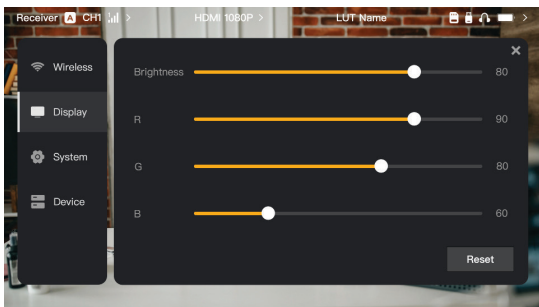 Receiver A CH1 > HDMI 1080P > LUT Name >
Wireless
Display
System
Device
Brightness 80
R 90
G 80
B 60
Reset